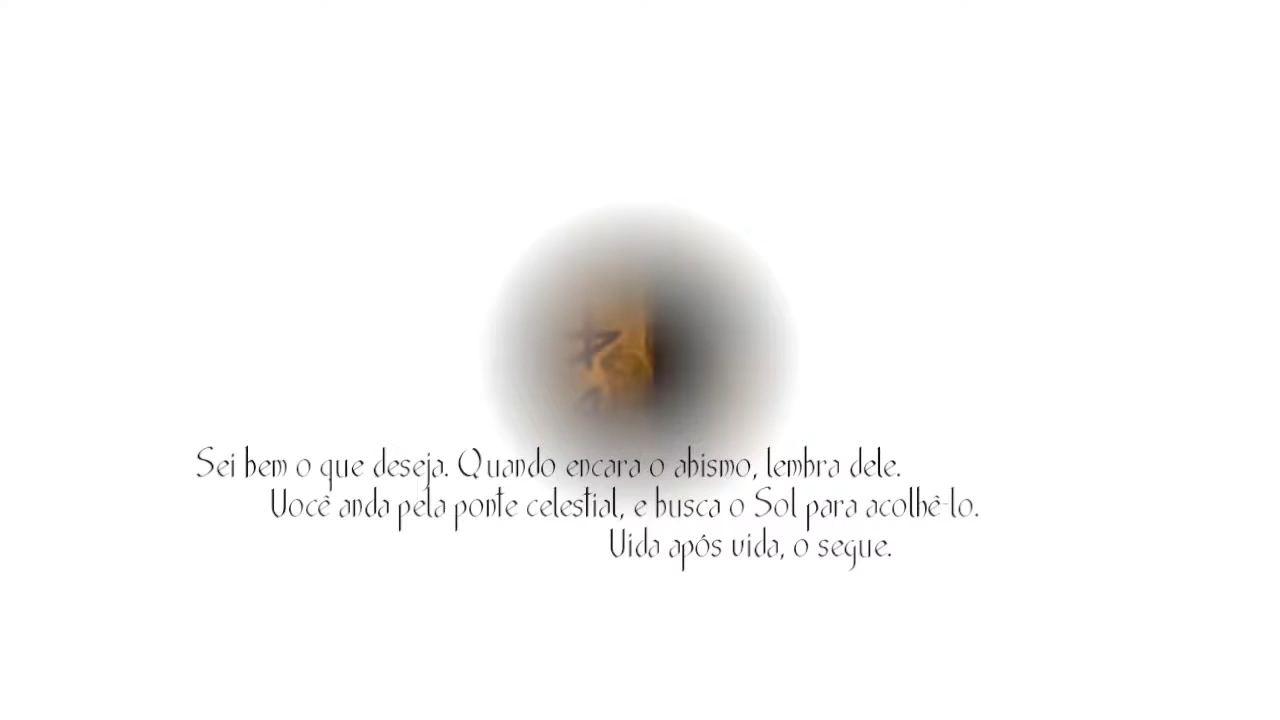 Sei bem o que deseja. Quando encara o abismo, lembra dele.
Você anda pela ponte celestial, e busca o Sol para acolhê-lo.
Vida após vida, o segue.